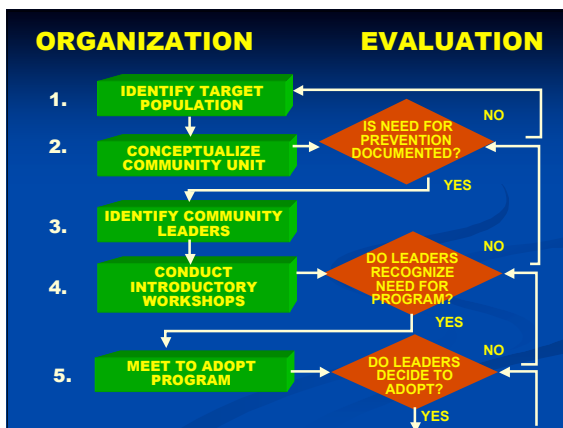 ORGANIZATION
EVALUATION
1.
IDENTIFY TARGET
POPULATION
NO
2.
CONCEPTUALIZE
COMMUNITY UNIT
IS NEED FOR
PREVENTION
DOCUMENTED?
YES
3.
IDENTIFY COMMUNITY
LEADERS
NO
4.
CONDUCT
INTRODUCTORY
WORKSHOPS
DO LEADERS
RECOGNIZE
NEED FOR
PROGRAM?
YES
NO
5.
MEET TO ADOPT
PROGRAM
DO LEADERS
DECIDE TO
ADOPT?
YES